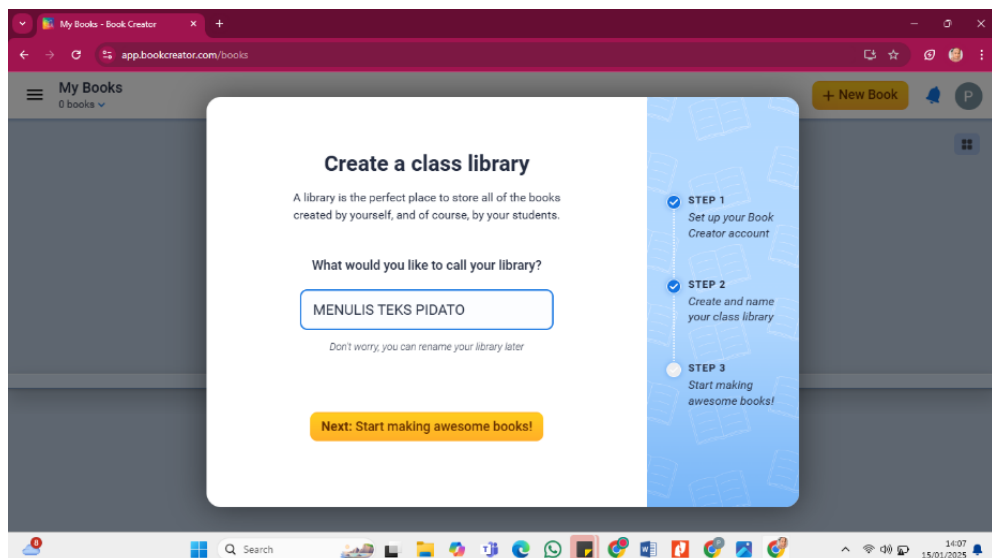 My Books - Book Creator
app.bookcreator.com/books
My Books
0 books
+ New Book
P
Create a class library
A library is the perfect place to store all of the books
created by yourself, and of course, by your students.
What would you like to call your library?
MENULIS TEKS PIDATO
Don't worry, you can rename your library later
Next: Start making awesome books!
STEP 1
Set up your Book
Creator account
STEP 2
Create and name
your class library
STEP 3
Start making
awesome books!
8
Search
14:07
15/01/2025